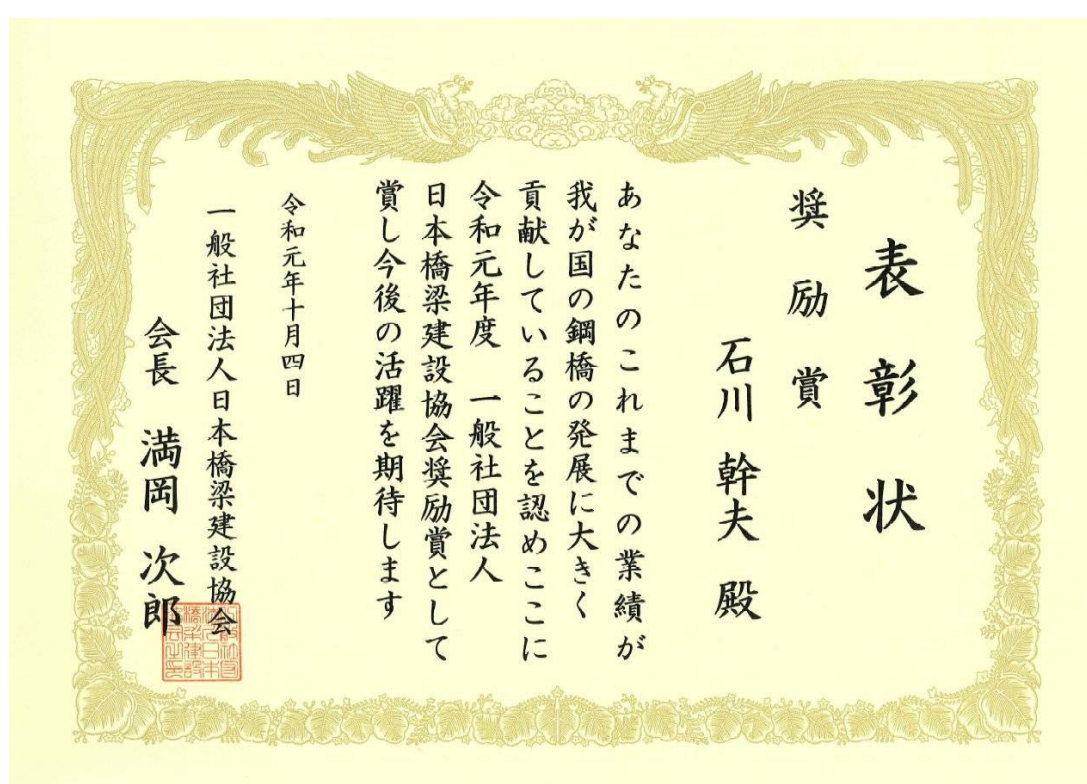 表彰状
奨励賞
石川 幹夫 殿
あなたのこれまでの業績が
我が国の鋼橋の発展に大きく
貢献していることを認めここに
令和元年度 一般社団法人
日本橋梁建設協会奨励賞として
賞し今後の活躍を期待します
令和元年十月四日
一般社団法人日本橋梁建設協会
会長 満岡 次郎